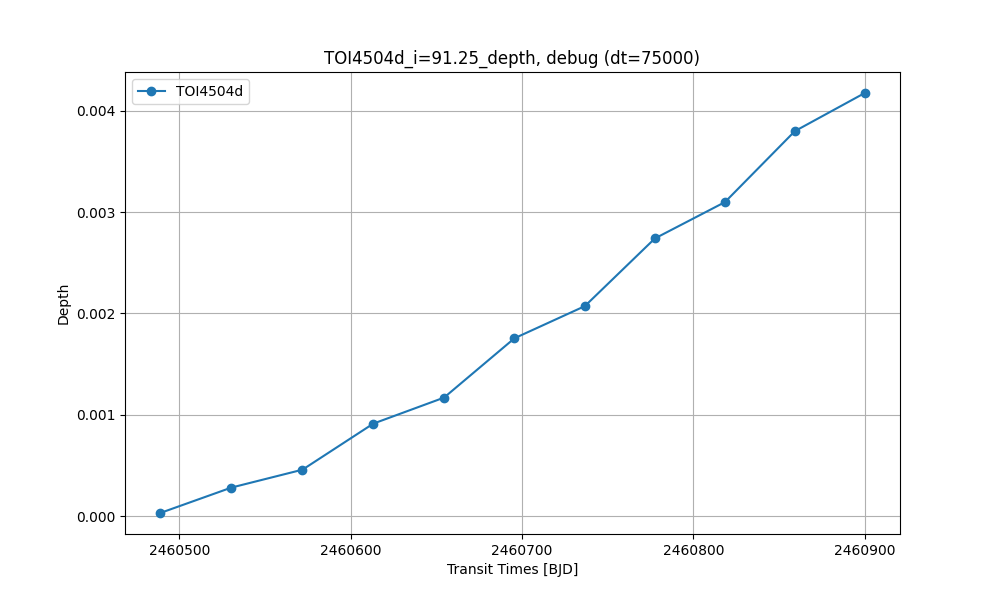 TOI4504d_i=91.25_depth, debug (dt=75000)
TOI4504d
0.004
0.003
0.002
0.001
0.000
Depth
2460500 2460600 2460700 2460800 2460900
Transit Times [BJD]